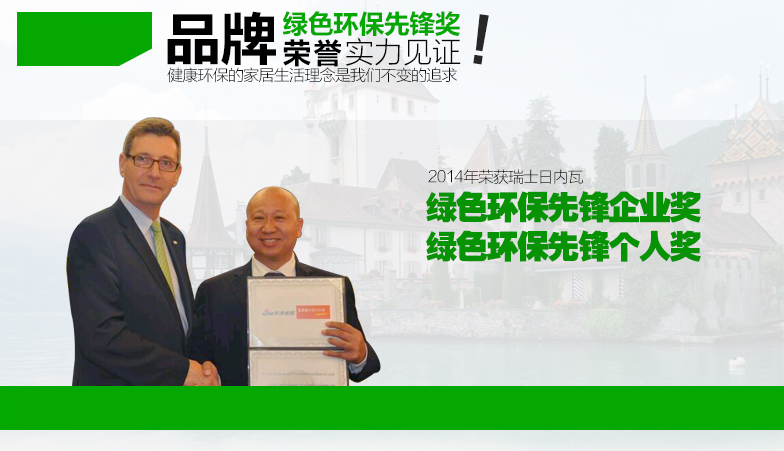 品牌
绿色环保先锋奖
荣誉实力见证！
健康环保的家居生活理念是我们不变的追求
2014年荣获瑞士日内瓦
绿色环保先锋企业奖
绿色环保先锋个人奖